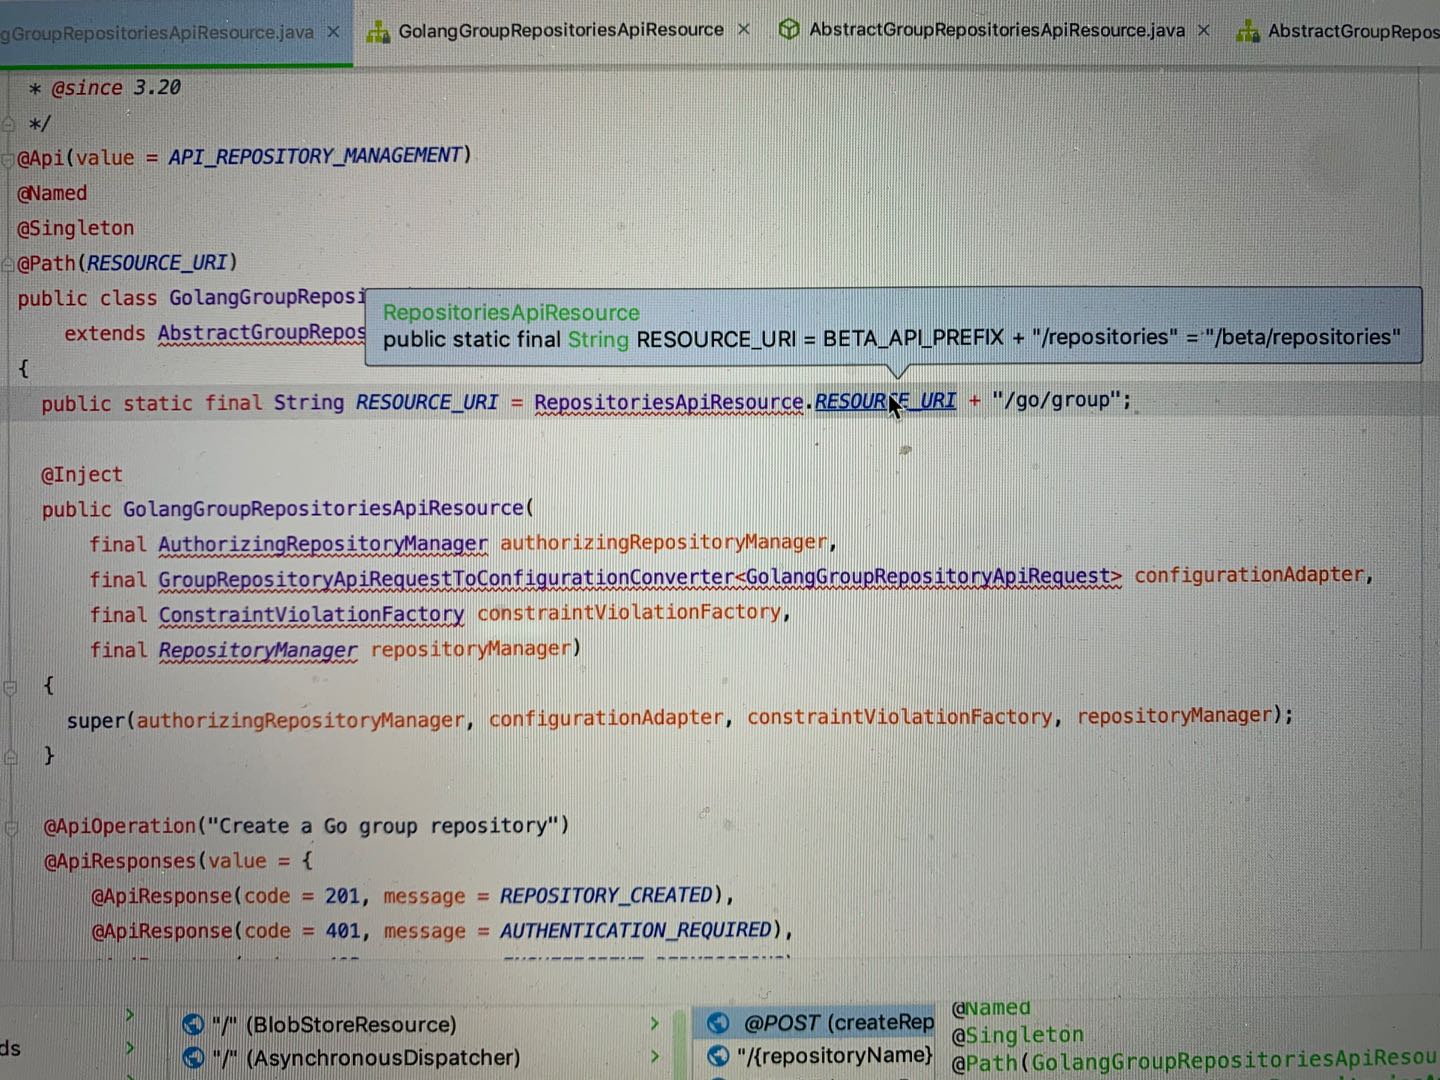 gGroupRepositoriesApiResource.java × GolangGroupRepositoriesApiResource × AbstractGroupRepositoriesApiResource.java × AbstractGroupRepos
* @since 3.20
*/
@Api(value = API_REPOSITORY_MANAGEMENT)
@Named
@Singleton
@Path(RESOURCE_URI)
public class GolangGroupReposi
RepositoriesApiResource
extends AbstractGroupRepos
public static final String RESOURCE_URI = BETA_API_PREFIX + "/repositories" = "/beta/repositories"
{
public static final String RESOURCE_URI = RepositoriesApiResource.RESOURCE_URI + "/go/group";
@Inject
public GolangGroupRepositoriesApiResource(
final AuthorizingRepositoryManager authorizingRepositoryManager,
final GroupRepositoryApiRequestToConfigurationConverter<GolangGroupRepositoryApiRequest> configurationAdapter,
final ConstraintViolationFactory constraintViolationFactory,
final RepositoryManager repositoryManager)
{
super(authorizingRepositoryManager, configurationAdapter, constraintViolationFactory, repositoryManager);
}
@ApiOperation("Create a Go group repository")
@ApiResponses(value = {
@ApiResponse(code = 201, message = REPOSITORY_CREATED),
@ApiResponse(code = 401, message = AUTHENTICATION_REQUIRED),
ds
"/" (BlobStoreResource)
"/" (AsynchronousDispatcher)
@POST (createRep
"/{repositoryName}
@Named
@Singleton
@Path(GolangGroupRepositoriesApiResou